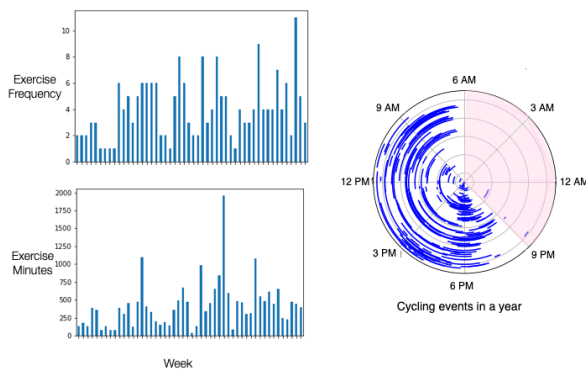 10
8
6
4
2
0
Exercise
Frequency
2000
1750
1500
1250
1000
750
500
250
0
Exercise
Minutes
Week
6 AM
9 AM
3 AM
12 PM
12 AM
3 PM
9 PM
6 PM
Cycling events in a year